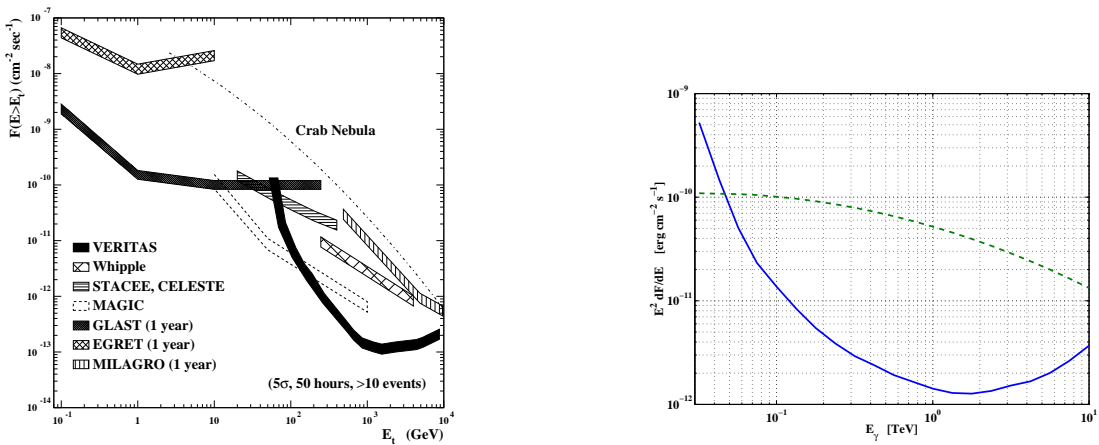 F(E>E_t) (cm^-2 sec^-1)
10^-7
10^-8
10^-9
10^-10
10^-11
10^-12
10^-13
10^-14
Crab Nebula
VERITAS
Whipple
STACEE, CELESTE
MAGIC
GLAST (1 year)
EGRET (1 year)
MILAGRO (1 year)
(5σ, 50 hours, >10 events)
10^-1 1 10 10^2 10^3 10^4
E_t (GeV)
E^2 dF/dE [erg cm^-2 s^-1]
10^-9
10^-10
10^-11
10^-12
10^-1 10^0 10^1
E_γ [TeV]